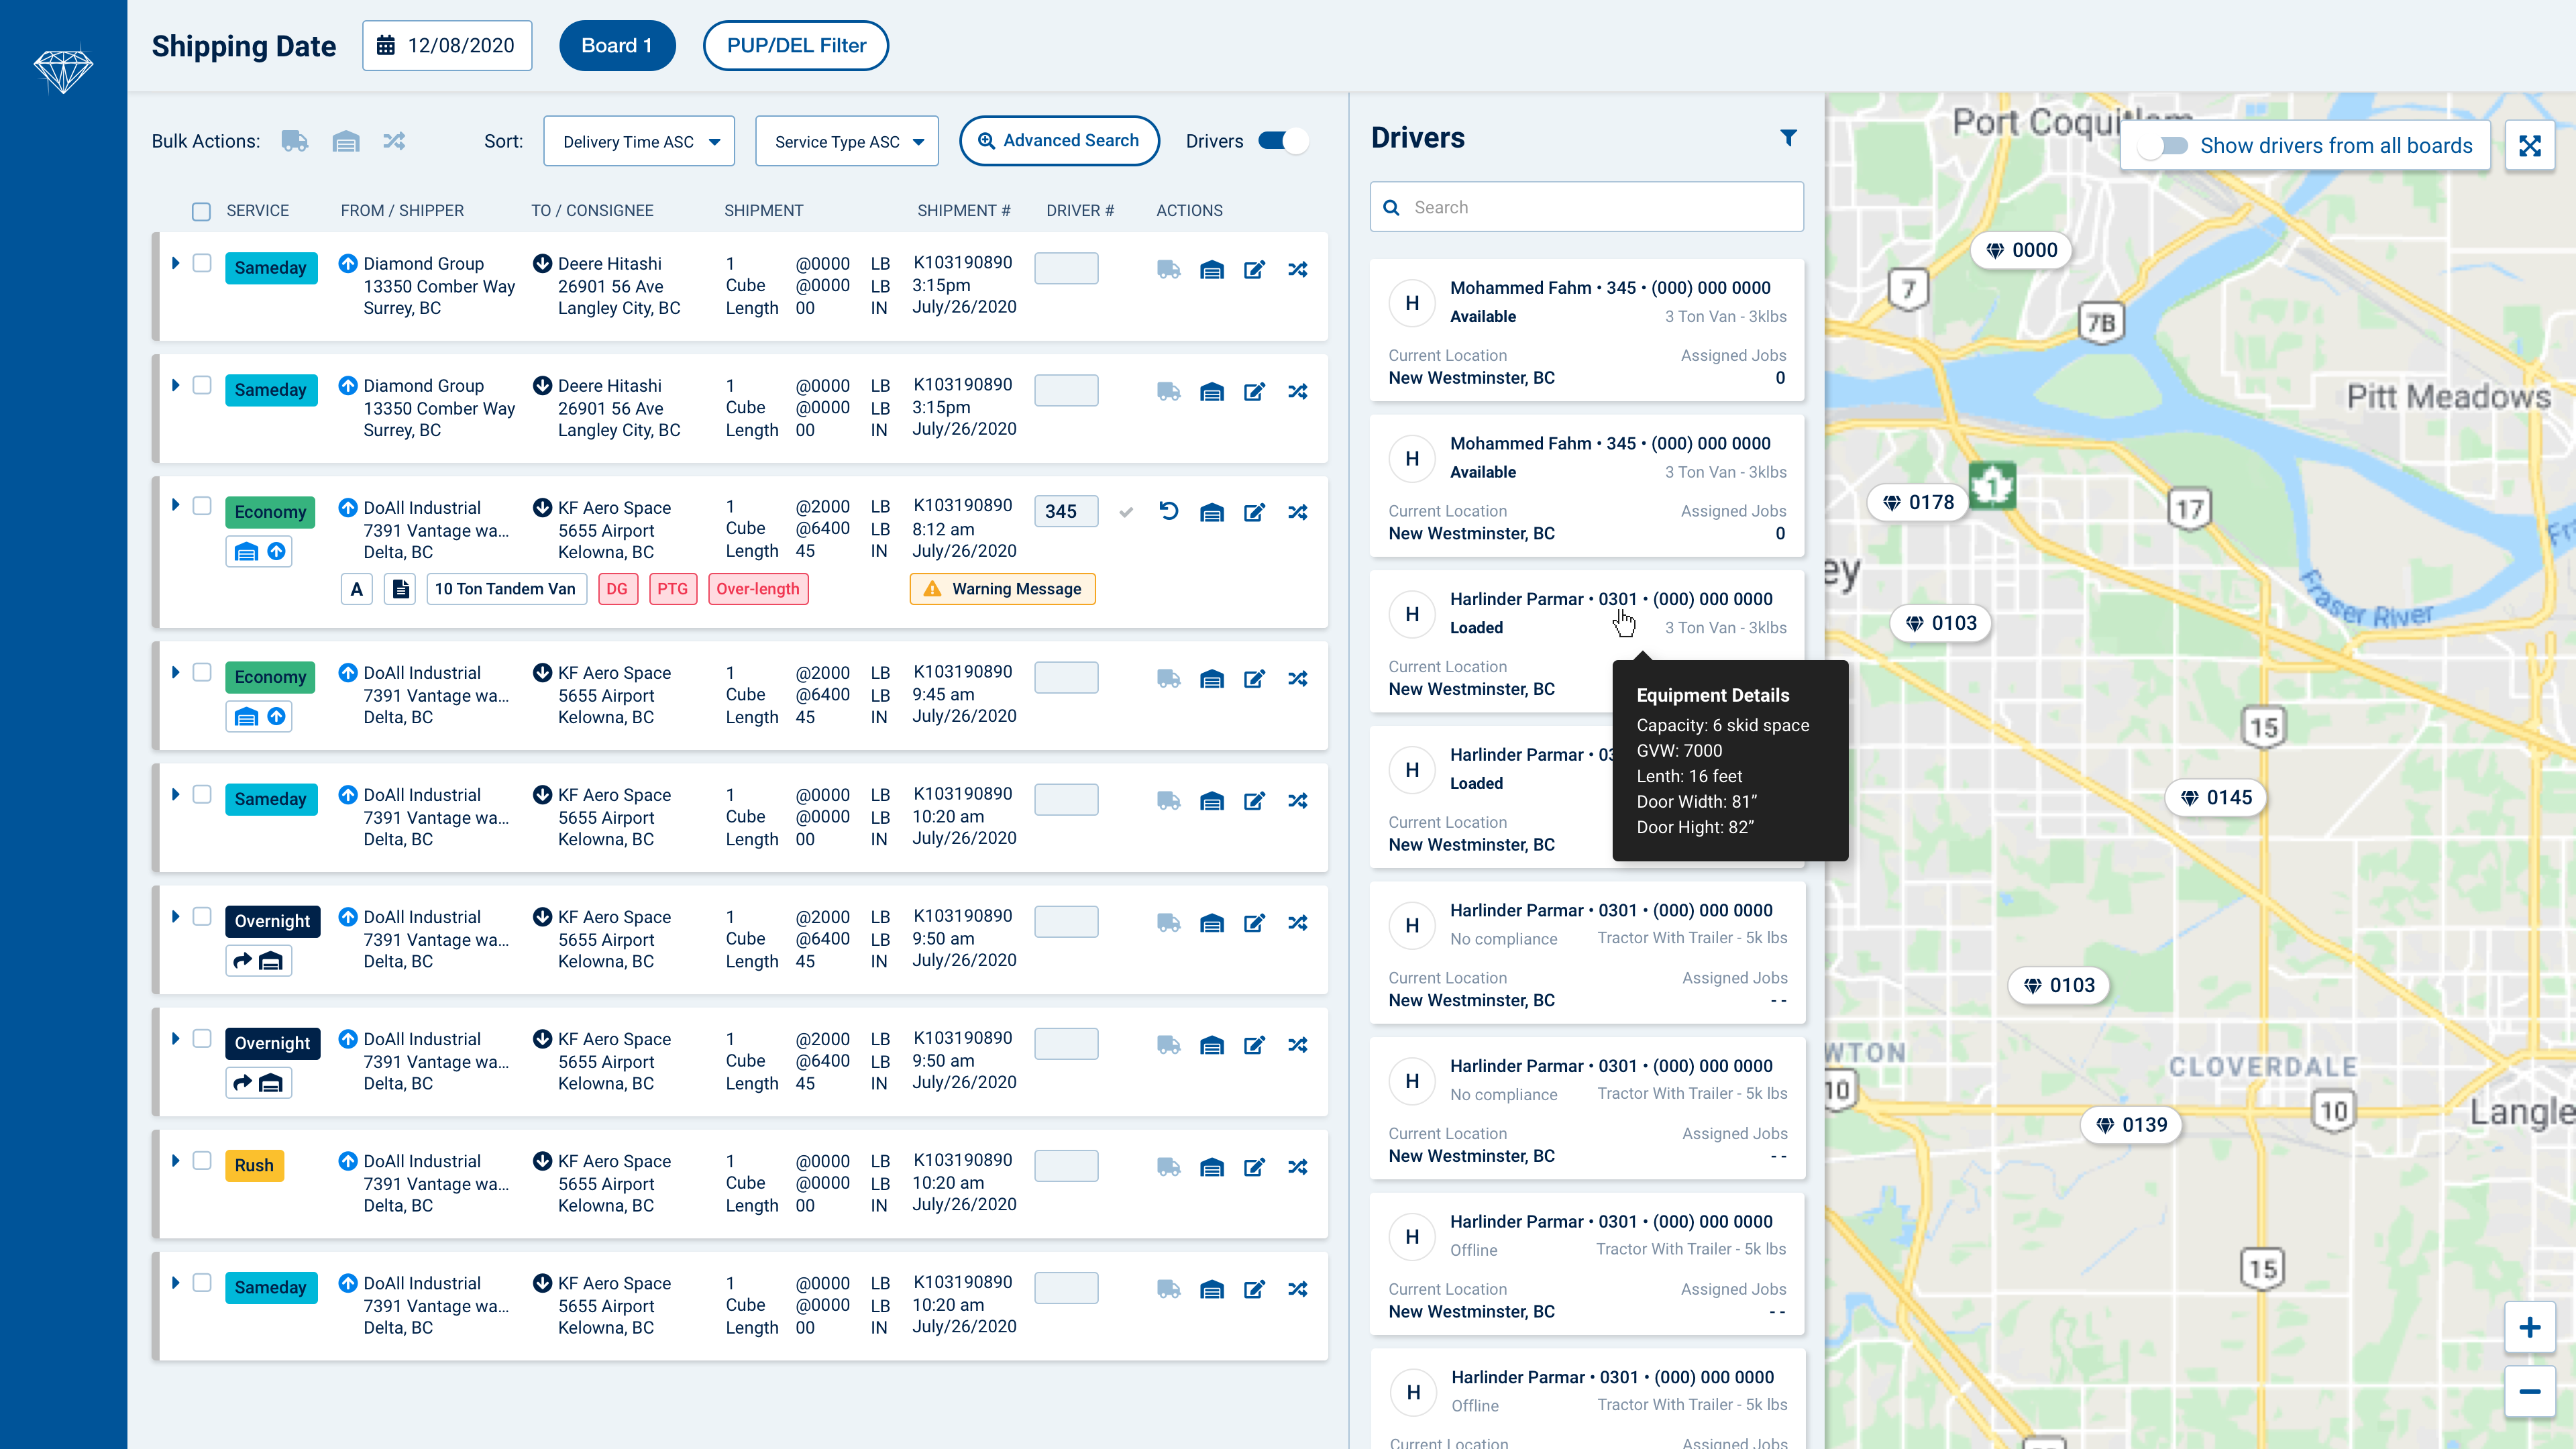 Shipping Date
12/08/2020
Board 1
PUP/DEL Filter
Bulk Actions:
Sort:
Delivery Time ASC
Service Type ASC
Advanced Search
Drivers
SERVICE FROM / SHIPPER TO / CONSIGNEE SHIPMENT SHIPMENT # DRIVER # ACTIONS
Sameday Diamond Group Deere Hitashi 1 @0000 LB K103190890
13350 Comber Way 26901 56 Ave Cube @0000 LB 3:15pm
Surrey, BC Langley City, BC Length 00 IN July/26/2020
Sameday Diamond Group Deere Hitashi 1 @0000 LB K103190890
13350 Comber Way 26901 56 Ave Cube @0000 LB 3:15pm
Surrey, BC Langley City, BC Length 00 IN July/26/2020
Economy DoAll Industrial KF Aero Space 1 @2000 LB K103190890 345
7391 Vantage wa... 5655 Airport Cube @6400 LB 8:12 am
Delta, BC Kelowna, BC Length 45 IN July/26/2020
A 10 Ton Tandem Van DG PTG Over-length Warning Message
Economy DoAll Industrial KF Aero Space 1 @2000 LB K103190890
7391 Vantage wa... 5655 Airport Cube @6400 LB 9:45 am
Delta, BC Kelowna, BC Length 45 IN July/26/2020
Sameday DoAll Industrial KF Aero Space 1 @0000 LB K103190890
7391 Vantage wa... 5655 Airport Cube @0000 LB 10:20 am
Delta, BC Kelowna, BC Length 00 IN July/26/2020
Overnight DoAll Industrial KF Aero Space 1 @2000 LB K103190890
7391 Vantage wa... 5655 Airport Cube @6400 LB 9:50 am
Delta, BC Kelowna, BC Length 45 IN July/26/2020
Overnight DoAll Industrial KF Aero Space 1 @2000 LB K103190890
7391 Vantage wa... 5655 Airport Cube @6400 LB 9:50 am
Delta, BC Kelowna, BC Length 45 IN July/26/2020
Rush DoAll Industrial KF Aero Space 1 @0000 LB K103190890
7391 Vantage wa... 5655 Airport Cube @0000 LB 10:20 am
Delta, BC Kelowna, BC Length 00 IN July/26/2020
Sameday DoAll Industrial KF Aero Space 1 @0000 LB K103190890
7391 Vantage wa... 5655 Airport Cube @0000 LB 10:20 am
Delta, BC Kelowna, BC Length 00 IN July/26/2020
Drivers
Search
H Mohammed Fahm • 345 • (000) 000 0000
Available 3 Ton Van - 3klbs
Current Location Assigned Jobs
New Westminster, BC 0
H Mohammed Fahm • 345 • (000) 000 0000
Available 3 Ton Van - 3klbs
Current Location Assigned Jobs
New Westminster, BC 0
H Harlinder Parmar • 0301 • (000) 000 0000
Loaded 3 Ton Van - 3klbs
Current Location
New Westminster, BC
Equipment Details
Capacity: 6 skid space
GVW: 7000
Lenth: 16 feet
Door Width: 81”
Door Hight: 82”
H Harlinder Parmar • 03
Loaded
Current Location
New Westminster, BC
H Harlinder Parmar • 0301 • (000) 000 0000
No compliance Tractor With Trailer - 5k lbs
Current Location Assigned Jobs
New Westminster, BC - -
H Harlinder Parmar • 0301 • (000) 000 0000
No compliance Tractor With Trailer - 5k lbs
Current Location Assigned Jobs
New Westminster, BC - -
H Harlinder Parmar • 0301 • (000) 000 0000
Offline Tractor With Trailer - 5k lbs
Current Location Assigned Jobs
New Westminster, BC - -
H Harlinder Parmar • 0301 • (000) 000 0000
Offline Tractor With Trailer - 5k lbs
Current Location Assigned Jobs
Port Coquitlam
Show drivers from all boards
0000
7
7B
Pitt Meadows
1
0178
17
ey
Fraser River
0103
15
0145
0103
WTON
CLOVERDALE
10
10
Langle
0139
15